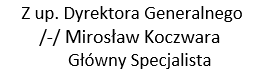 Z up. Dyrektora Generalnego
/-/ Mirosław Koczwara
Główny Specjalista